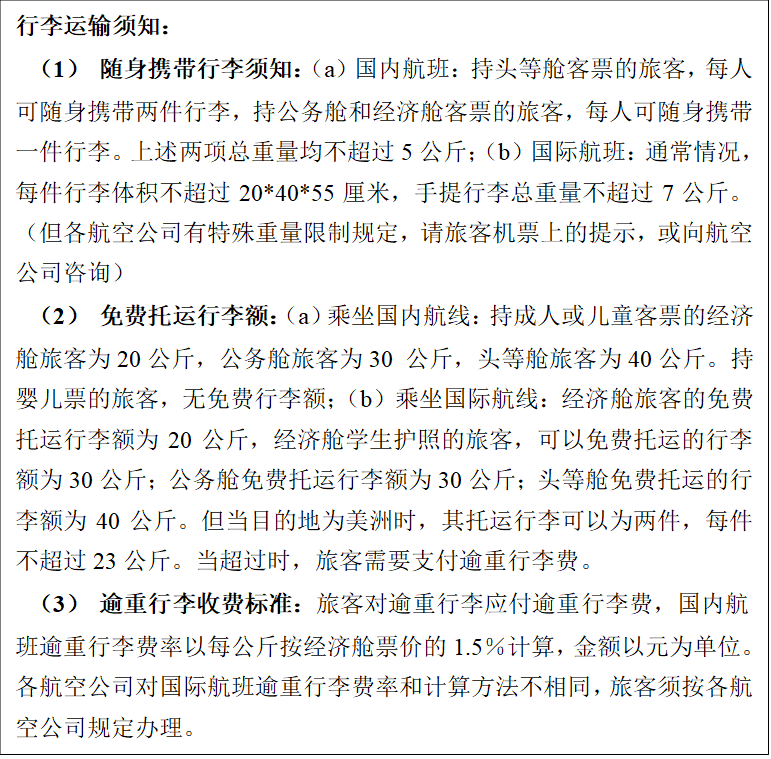 行李运输须知：
（1） 随身携带行李须知：（a）国内航班：持头等舱客票的旅客，每人
可随身携带两件行李，持公务舱和经济舱客票的旅客，每人可随身携带
一件行李。上述两项总重量均不超过 5 公斤；（b）国际航班：通常情况，
每件行李体积不超过 20*40*55 厘米，手提行李总重量不超过 7 公斤。
（但各航空公司有特殊重量限制规定，请旅客机票上的提示，或向航空
公司咨询）
（2） 免费托运行李额：（a）乘坐国内航线：持成人或儿童客票的经济
舱旅客为 20 公斤，公务舱旅客为 30 公斤，头等舱旅客为 40 公斤。持
婴儿票的旅客，无免费行李额；（b）乘坐国际航线：经济舱旅客的免费
托运行李额为 20 公斤，经济舱学生护照的旅客，可以免费托运的行李
额为 30 公斤；公务舱免费托运行李额为 30 公斤；头等舱免费托运的行
李额为 40 公斤。但当目的地为美洲时，其托运行李可以为两件，每件
不超过 23 公斤。当超过时，旅客需要支付逾重行李费。
（3） 逾重行李收费标准：旅客对逾重行李应付逾重行李费，国内航
班逾重行李费率以每公斤按经济舱票价的 1.5％计算，金额以元为单位。
各航空公司对国际航班逾重行李费率和计算方法不相同，旅客须按各航
空公司规定办理。